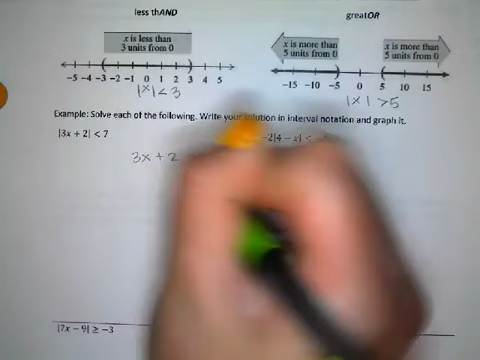 less thAND
greatOR
x is less than
3 units from 0
x is more than
5 units from 0
x is more than
5 units from 0
-5 -4 -3 -2 -1 0 1 2 3 4 5
|x| < 3
-15 -10 -5 0 5 10 15
|x| > 5
Example: Solve each of the following. Write your solution in interval notation and graph it.
|3x + 2| < 7
-2|4 - x| <
3x + 2
|7x - 9| ≥ -3